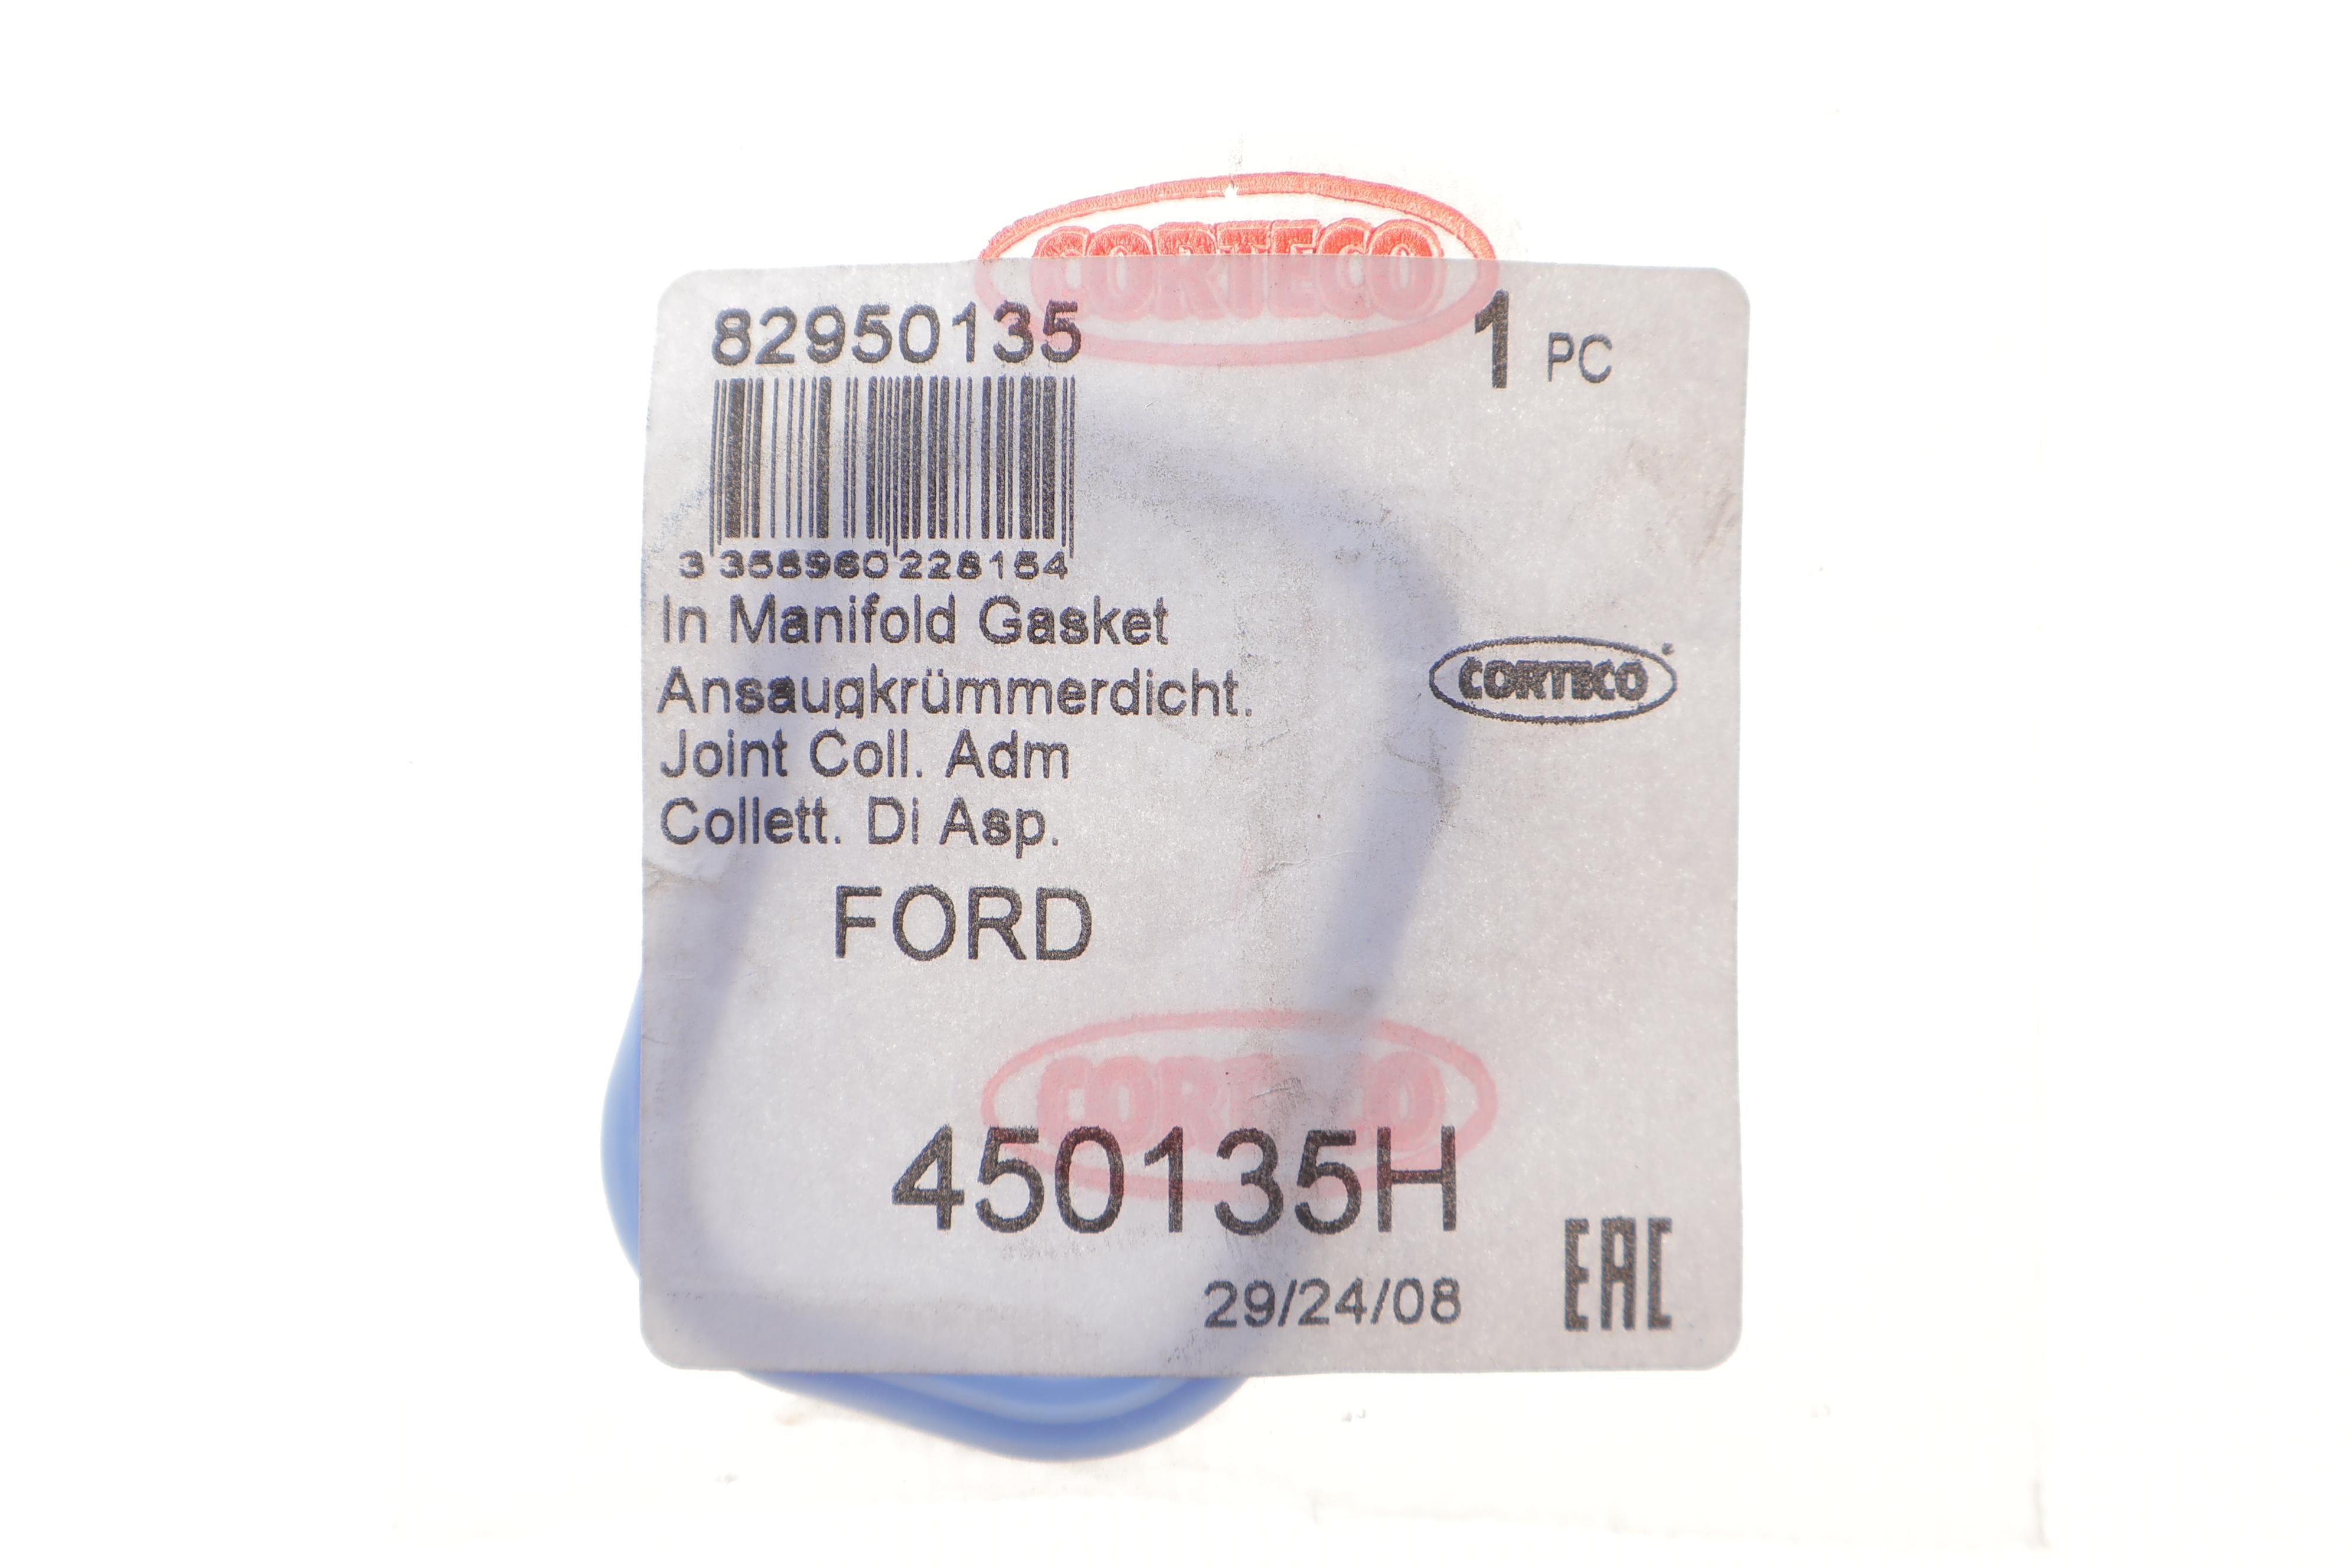 CORTECO
82950135
1 PC
3 358960 228154
In Manifold Gasket
Ansaugkrümmerdicht.
CORTECO
Joint Coll. Adm
Collett. Di Asp.
FORD
CORTECO
450135H
29/24/08
EAC